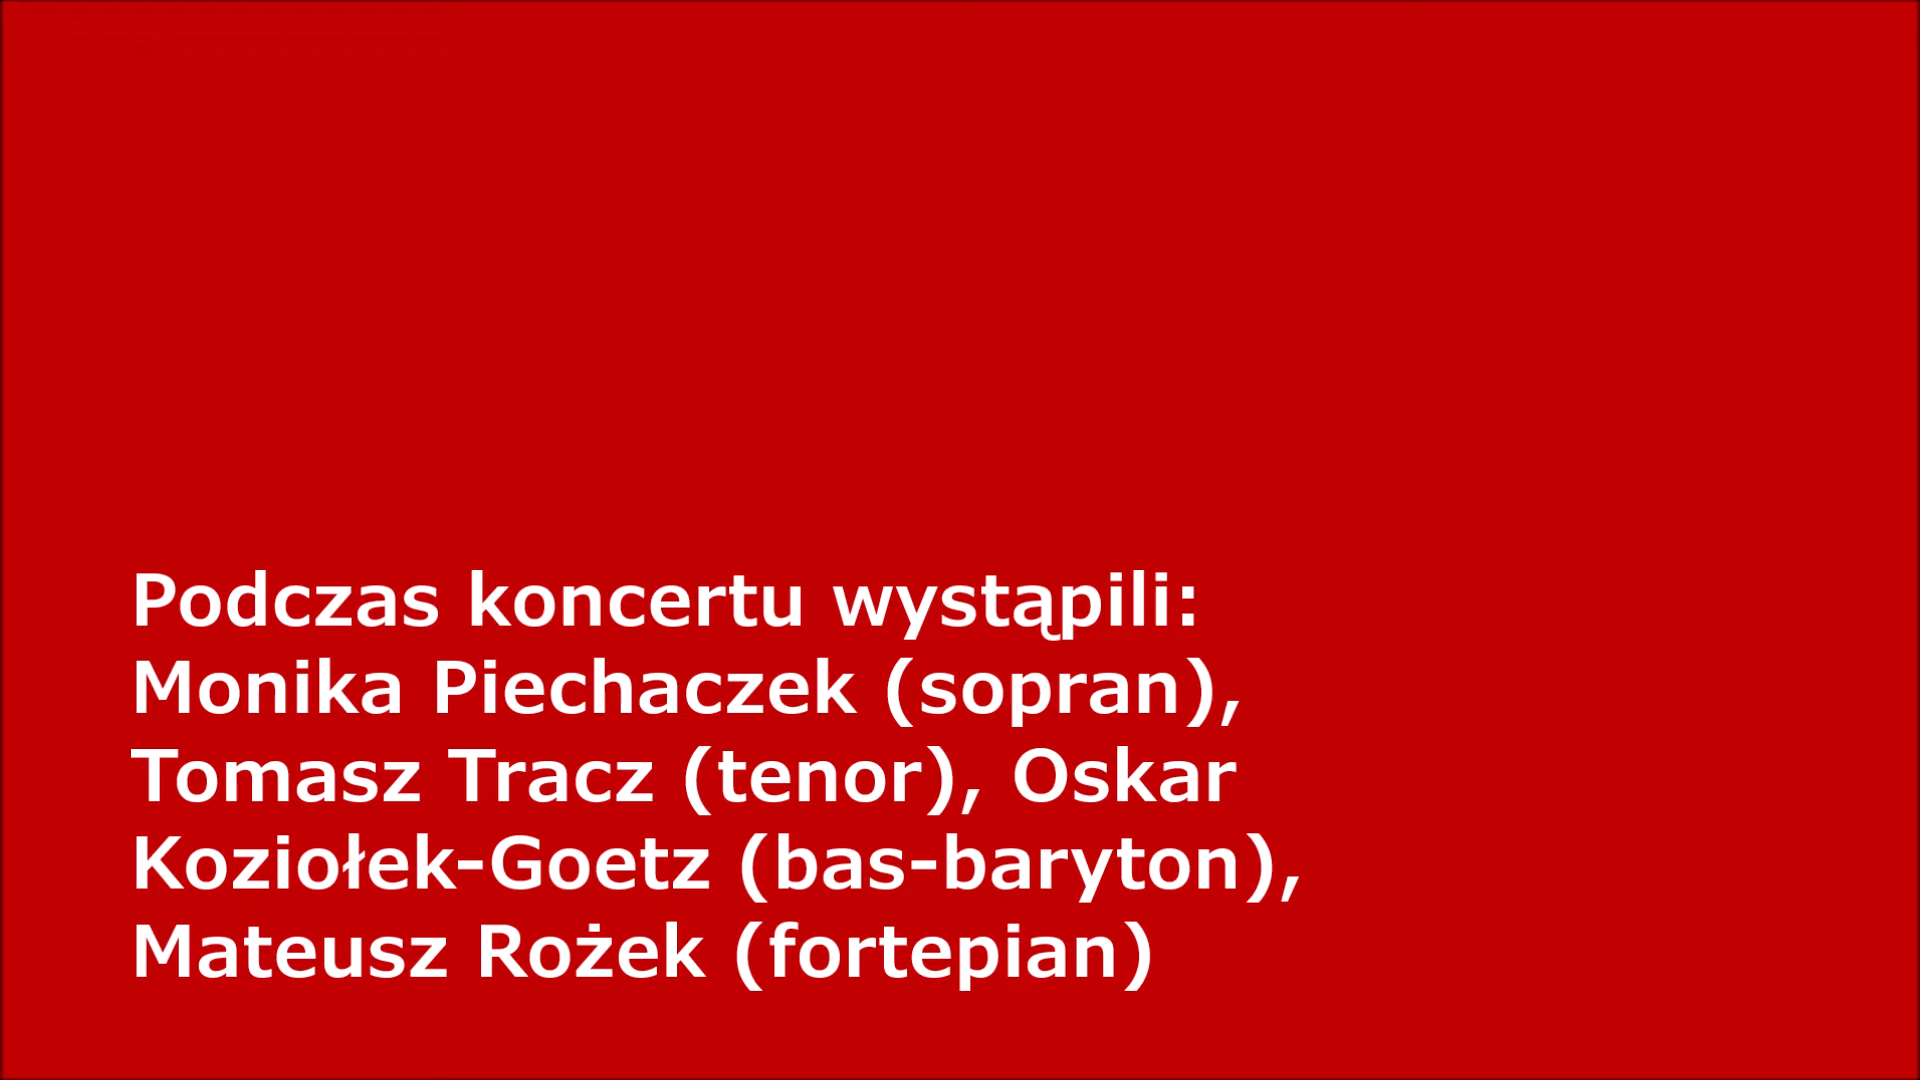 Podczas koncertu wystąpili:
Monika Piechaczek (sopran),
Tomasz Tracz (tenor), Oskar
Koziołek-Goetz (bas-baryton),
Mateusz Rożek (fortepian)